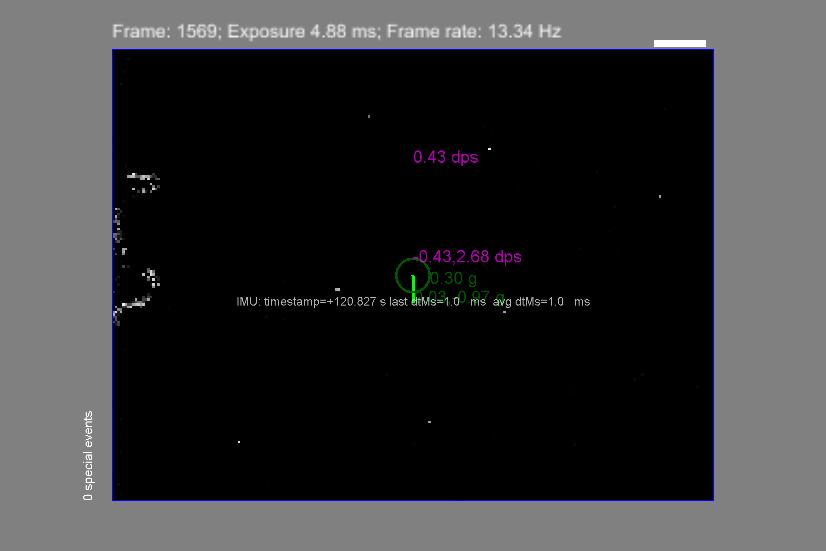 Frame: 1569; Exposure 4.88 ms; Frame rate: 13.34 Hz
0.43 dps
-0.43,2.68 dps
0.30 g
IMU: timestamp=+120.827 s last dtMs=1.0 ms avg dtMs=1.0 ms
0 special events